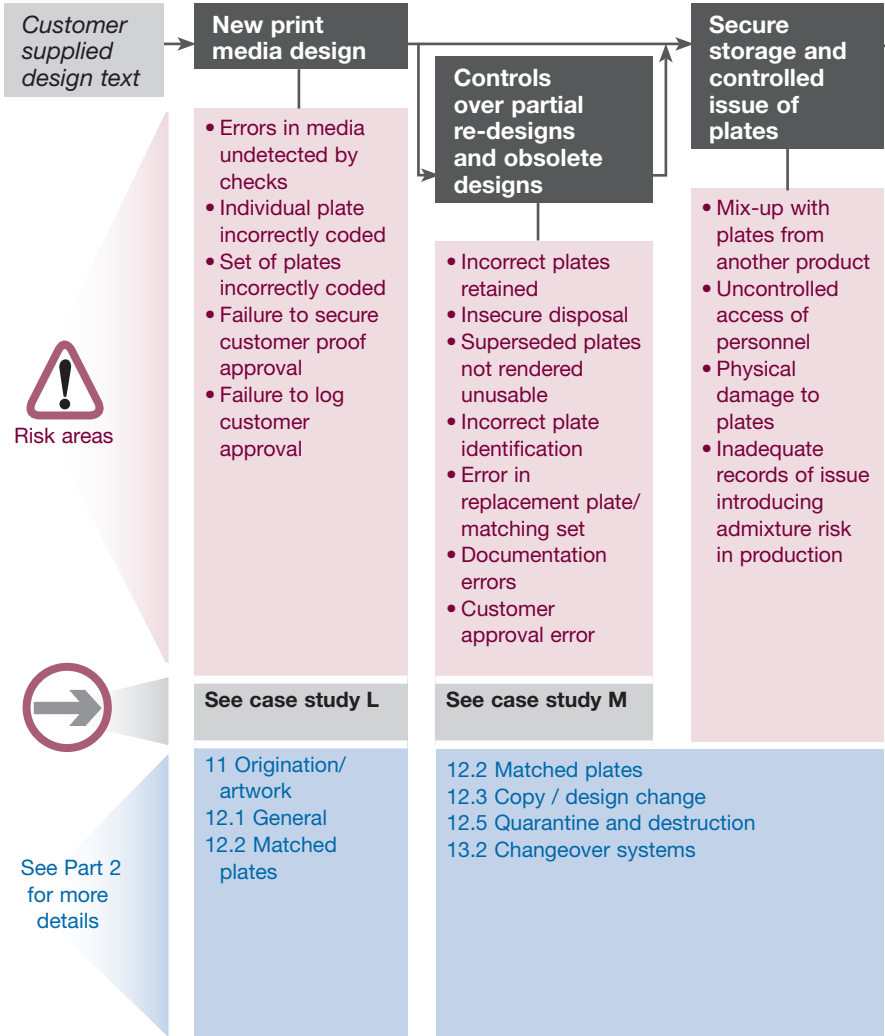 Customer
supplied
design text
New print
media design
Controls
over partial
re-designs
and obsolete
designs
Secure
storage and
controlled
issue of
plates
Risk areas
• Errors in media
undetected by
checks
• Individual plate
incorrectly coded
• Set of plates
incorrectly coded
• Failure to secure
customer proof
approval
• Failure to log
customer
approval
• Incorrect plates
retained
• Insecure disposal
• Superseded plates
not rendered
unusable
• Incorrect plate
identification
• Error in
replacement plate/
matching set
• Documentation
errors
• Customer
approval error
• Mix-up with
plates from
another product
• Uncontrolled
access of
personnel
• Physical
damage to
plates
• Inadequate
records of issue
introducing
admixture risk
in production
See case study L
See case study M
See Part 2
for more
details
11 Origination/
artwork
12.1 General
12.2 Matched
plates
12.2 Matched plates
12.3 Copy / design change
12.5 Quarantine and destruction
13.2 Changeover systems